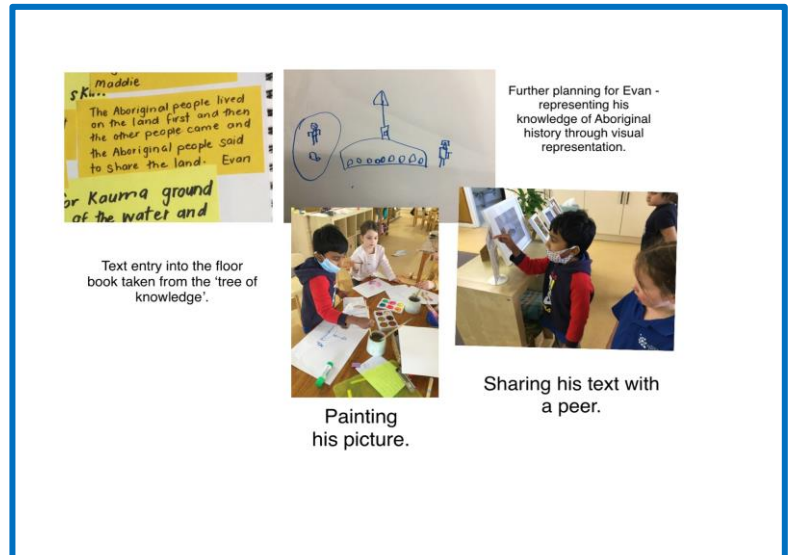 maddie
The Aboriginal people lived
on the land first and then
the other people came and
the Aboriginal people said
to share the land. Evan
Kaurna ground
of the water and
Text entry into the floor
book taken from the ‘tree of
knowledge’.
Further planning for Evan -
representing his
knowledge of Aboriginal
history through visual
representation.
Painting
his picture.
Sharing his text with
a peer.